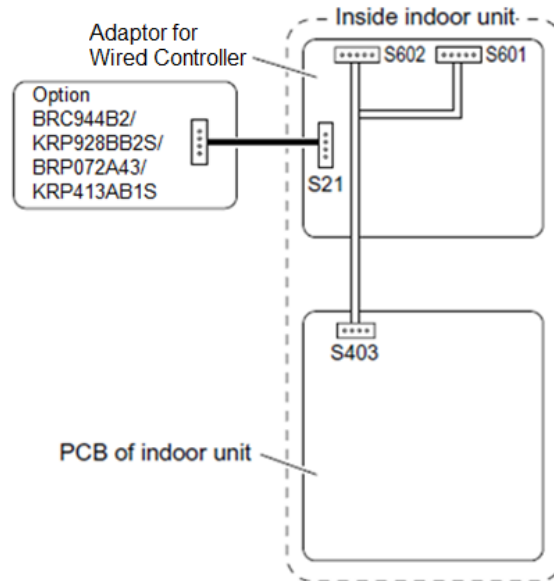 Inside indoor unit
Adaptor for
Wired Controller
S602
S601
Option
BRC944B2/
KRP928BB2S/
BRP072A43/
KRP413AB1S
S21
S403
PCB of indoor unit